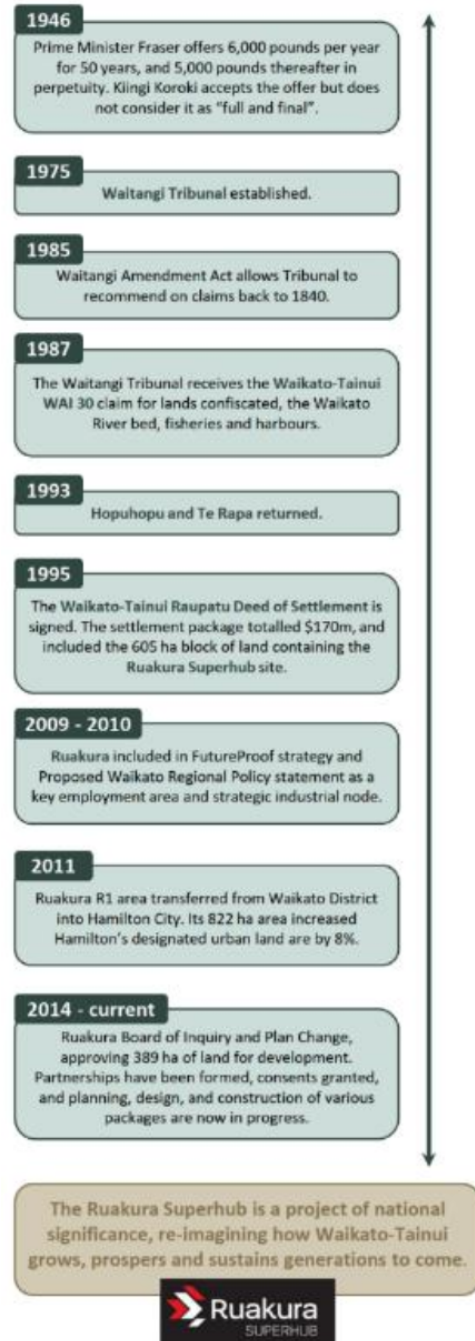 1946
Prime Minister Fraser offers 6,000 pounds per year
for 50 years, and 5,000 pounds thereafter in
perpetuity. Kiingi Koroki accepts the offer but does
not consider it as "full and final".
1975
Waitangi Tribunal established.
1985
Waitangi Amendment Act allows Tribunal to
recommend on claims back to 1840.
1987
The Waitangi Tribunal receives the Waikato-Tainui
WAI 30 claim for lands confiscated, the Waikato
River bed, fisheries and harbours.
1993
Hopuhopu and Te Rapa returned.
1995
The Waikato-Tainui Raupatu Deed of Settlement is
signed. The settlement package totalled $170m, and
included the 605 ha block of land containing the
Ruakura Superhub site.
2009 - 2010
Ruakura included in FutureProof strategy and
Proposed Waikato Regional Policy statement as a
key employment area and strategic industrial node.
2011
Ruakura R1 area transferred from Waikato District
into Hamilton City. Its 822 ha area increased
Hamilton's designated urban land are by 8%.
2014 - current
Ruakura Board of Inquiry and Plan Change,
approving 389 ha of land for development.
Partnerships have been formed, consents granted,
and planning, design, and construction of various
packages are now in progress.
The Ruakura Superhub is a project of national
significance, re-imagining how Waikato-Tainui
grows, prospers and sustains generations to come.
Ruakura
SUPERHUB